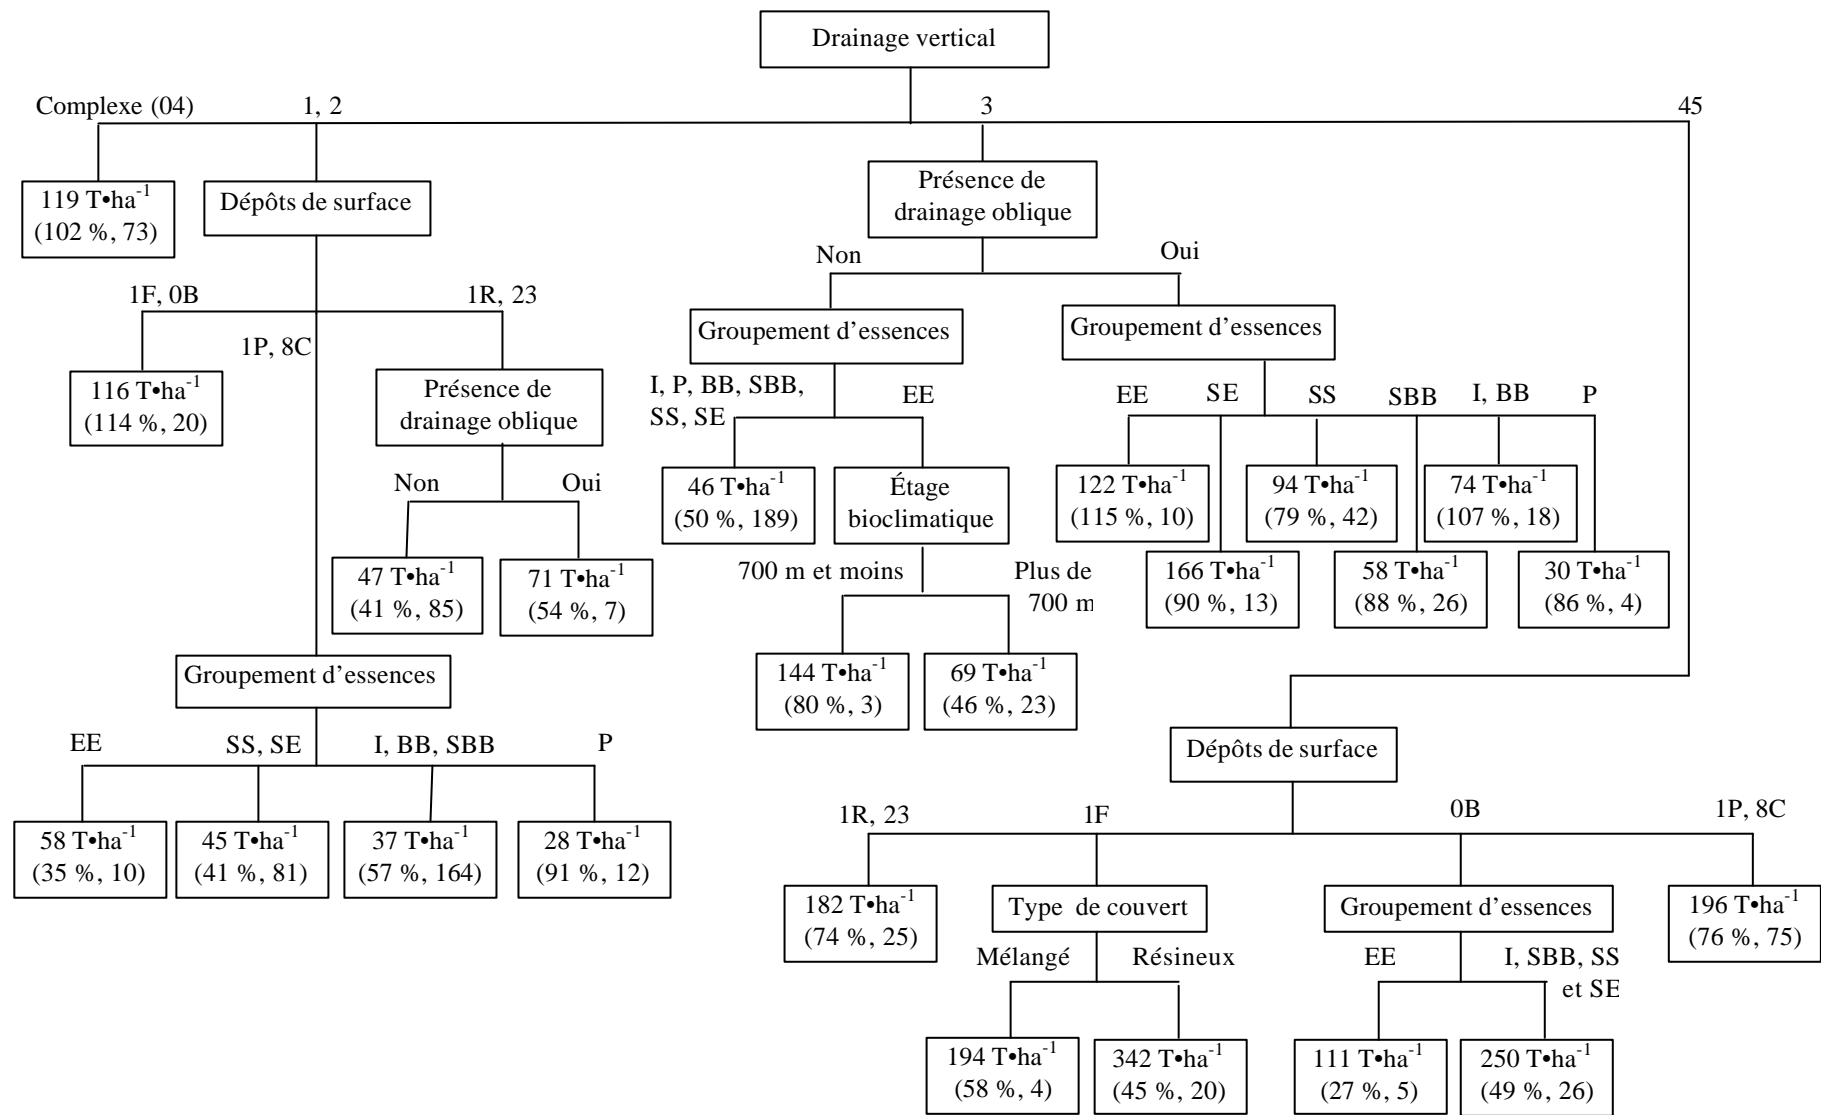 Drainage vertical
Complexe (04)
1, 2
3
45
119 T•ha-1
(102 %, 73)
Dépôts de surface
Présence de
drainage oblique
Non
Oui
1F, 0B
1R, 23
1P, 8C
116 T•ha-1
(114 %, 20)
Présence de
drainage oblique
Non
Oui
47 T•ha-1
(41 %, 85)
71 T•ha-1
(54 %, 7)
Groupement d’essences
EE
SS, SE
I, BB, SBB
P
58 T•ha-1
(35 %, 10)
45 T•ha-1
(41 %, 81)
37 T•ha-1
(57 %, 164)
28 T•ha-1
(91 %, 12)
Groupement d’essences
I, P, BB, SBB,
SS, SE
EE
46 T•ha-1
(50 %, 189)
Étage
bioclimatique
700 m et moins
Plus de
700 m
144 T•ha-1
(80 %, 3)
69 T•ha-1
(46 %, 23)
Groupement d’essences
EE
SE
SS
SBB
I, BB
P
122 T•ha-1
(115 %, 10)
94 T•ha-1
(79 %, 42)
74 T•ha-1
(107 %, 18)
166 T•ha-1
(90 %, 13)
58 T•ha-1
(88 %, 26)
30 T•ha-1
(86 %, 4)
Dépôts de surface
1R, 23
1F
0B
1P, 8C
182 T•ha-1
(74 %, 25)
Type de couvert
Groupement d’essences
196 T•ha-1
(76 %, 75)
Mélangé
Résineux
EE
I, SBB, SS
et SE
194 T•ha-1
(58 %, 4)
342 T•ha-1
(45 %, 20)
111 T•ha-1
(27 %, 5)
250 T•ha-1
(49 %, 26)